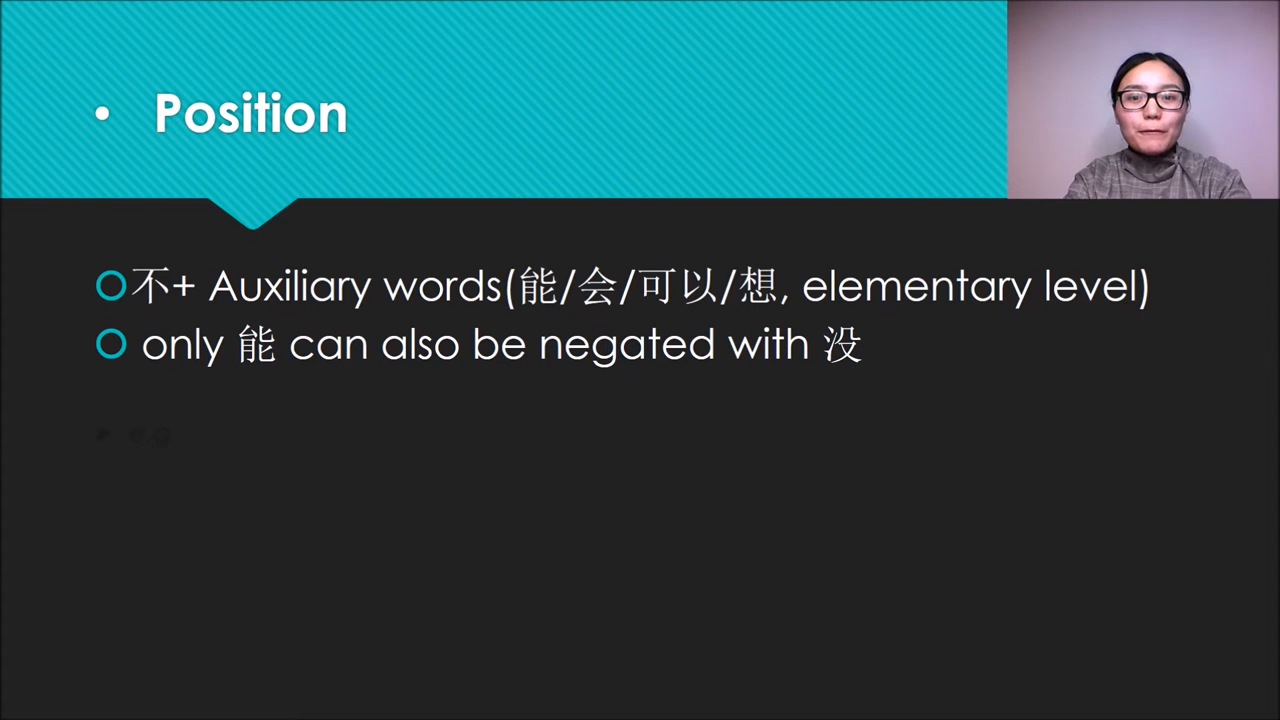 • Position
不+ Auxiliary words(能/会/可以/想, elementary level)
only 能 can also be negated with 没